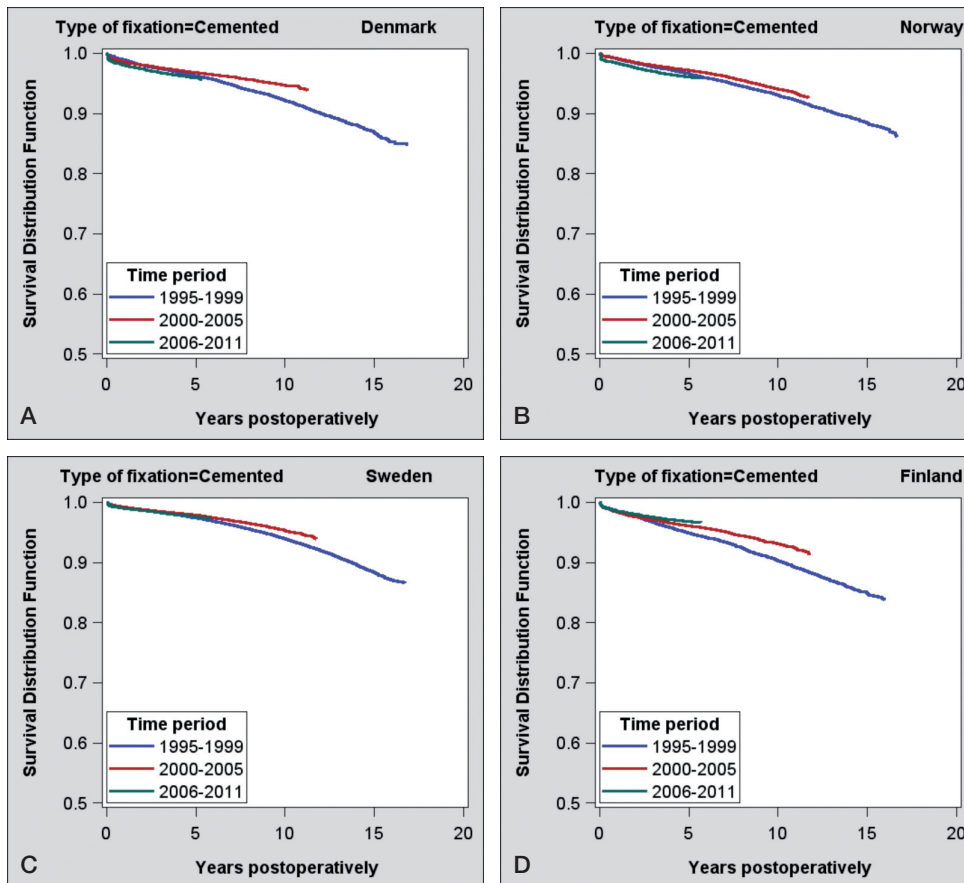 Type of fixation=Cemented Denmark
Survival Distribution Function
1.0
0.9
0.8
0.7
0.6
0.5
Time period
1995-1999
2000-2005
2006-2011
0 5 10 15 20
A Years postoperatively
Type of fixation=Cemented Norway
Survival Distribution Function
1.0
0.9
0.8
0.7
0.6
0.5
Time period
1995-1999
2000-2005
2006-2011
0 5 10 15 20
B Years postoperatively
Type of fixation=Cemented Sweden
Survival Distribution Function
1.0
0.9
0.8
0.7
0.6
0.5
Time period
1995-1999
2000-2005
2006-2011
0 5 10 15 20
C Years postoperatively
Type of fixation=Cemented Finland
Survival Distribution Function
1.0
0.9
0.8
0.7
0.6
0.5
Time period
1995-1999
2000-2005
2006-2011
0 5 10 15 20
D Years postoperatively